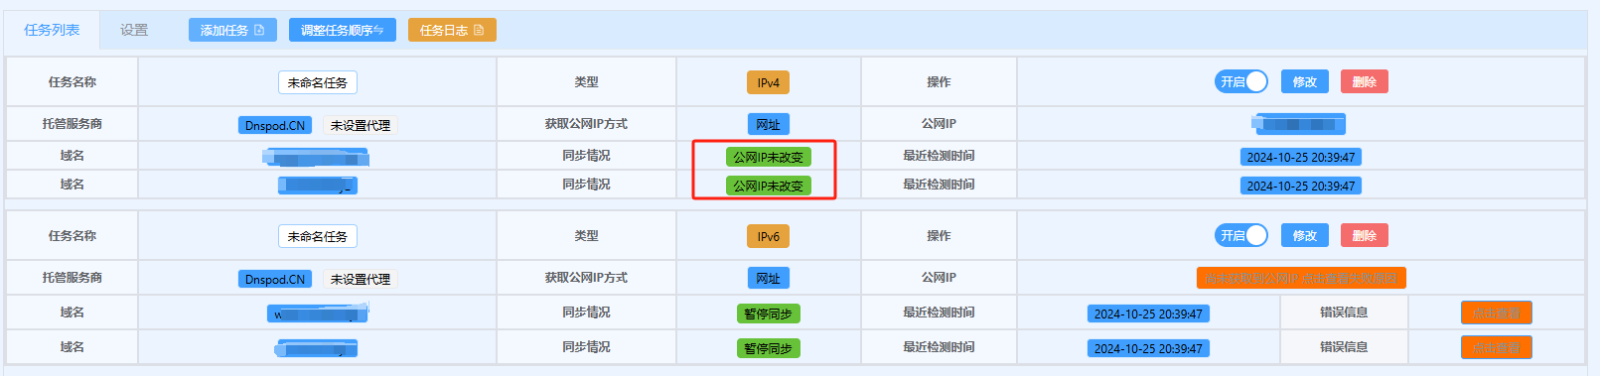 任务列表 设置 添加任务 调整任务顺序 任务日志
任务名称 未命名任务 类型 IPv4 操作 开启 修改 删除
托管服务商 Dnspod.CN 未设置代理 获取公网IP方式 网址 公网IP
域名 同步情况 公网IP未改变 最近检测时间 2024-10-25 20:39:47
域名 同步情况 公网IP未改变 最近检测时间 2024-10-25 20:39:47
任务名称 未命名任务 类型 IPv6 操作 开启 修改 删除
托管服务商 Dnspod.CN 未设置代理 获取公网IP方式 网址 公网IP
域名 w 同步情况 暂停同步 最近检测时间 2024-10-25 20:39:47 错误信息 点击查看
域名 同步情况 暂停同步 最近检测时间 2024-10-25 20:39:47 错误信息 点击查看